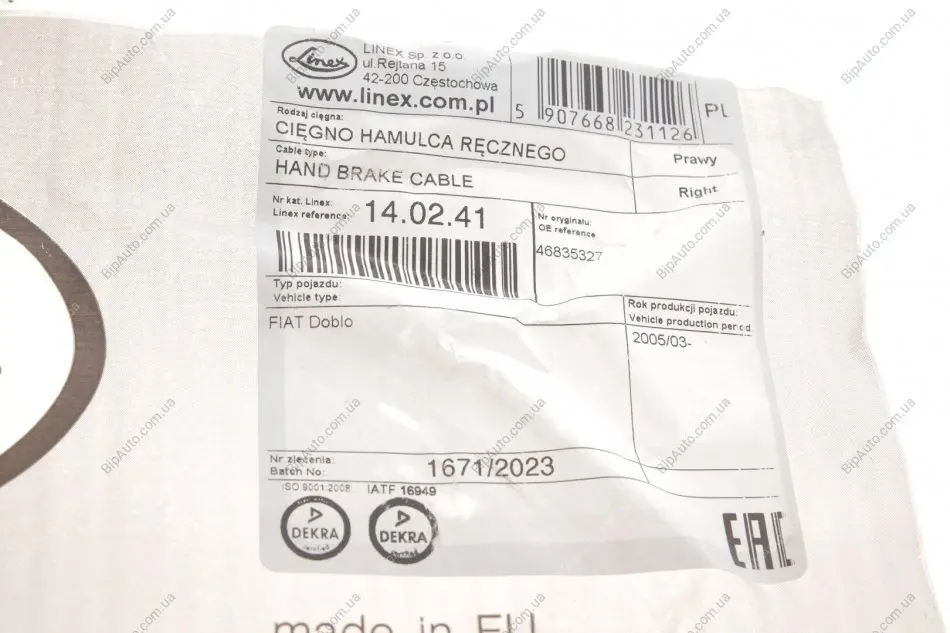 Linex
LINEX sp. z o.o.
ul.Rejtana 15
42-200 Częstochowa
www.linex.com.pl
5 907668 231126
PL
Rodzaj cięgna:
CIĘGNO HAMULCA RĘCZNEGO
Prawy
Cable type:
HAND BRAKE CABLE
Right
Nr kat. Linex:
Linex reference:
14.02.41
Nr oryginału:
OE reference
46835327
Typ pojazdu:
Vehicle type:
FIAT Doblo
Rok produkcji pojazdu:
Vehicle production period
2005/03-
Nr zlecenia:
Batch No:
1671/2023
ISO 9001:2008
IATF 16949
DEKRA
DEKRA
EAC
made in EU
BipAuto.com.ua